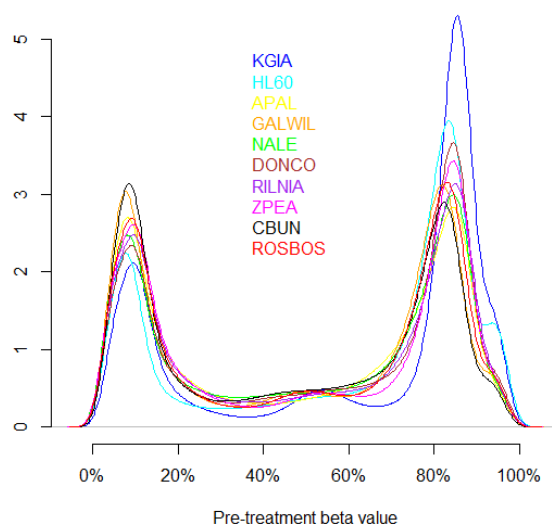 5
4
3
2
1
0
KGIA
HL60
APAL
GALWIL
NALE
DONCO
RILNIA
ZPEA
CBUN
ROSBOS
0% 20% 40% 60% 80% 100%
Pre-treatment beta value